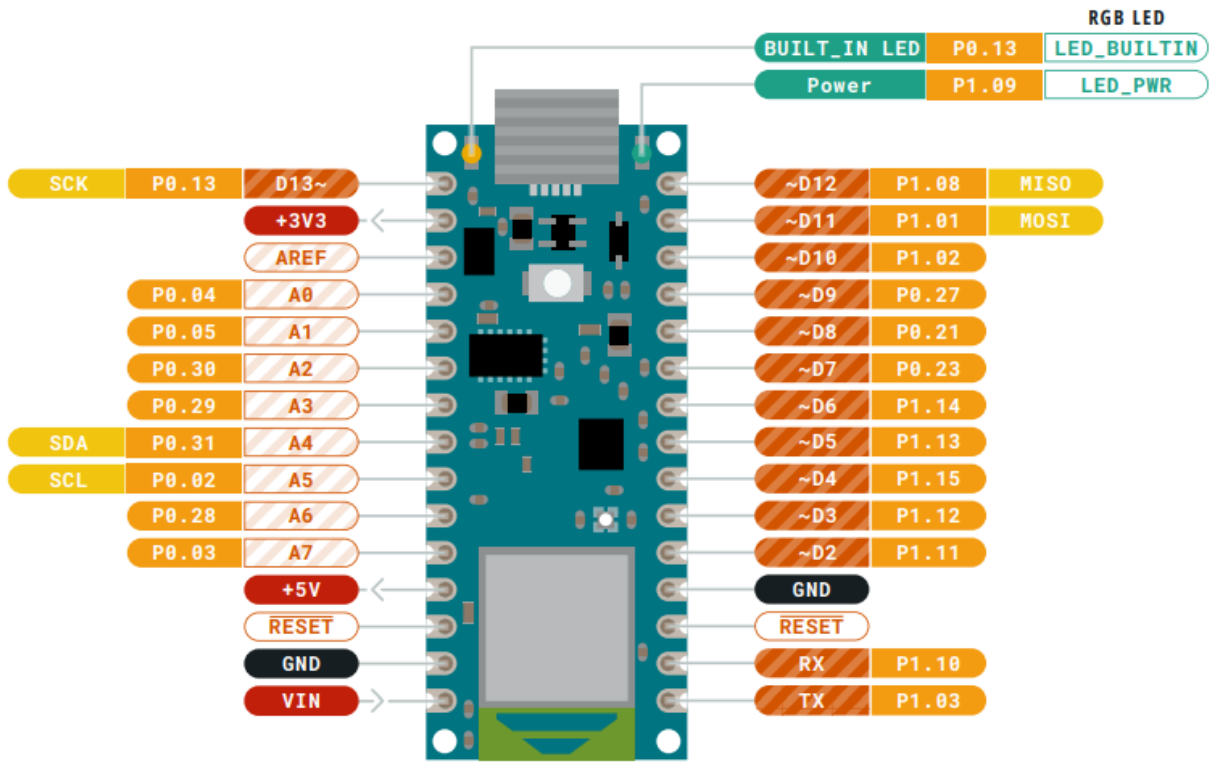 RGB LED
BUILT_IN LED P0.13 LED_BUILTIN
Power P1.09 LED_PWR
SCK P0.13 D13~
+3V3
AREF
P0.04 A0
P0.05 A1
P0.30 A2
P0.29 A3
SDA P0.31 A4
SCL P0.02 A5
P0.28 A6
P0.03 A7
+5V
RESET
GND
VIN
~D12 P1.08 MISO
~D11 P1.01 MOSI
~D10 P1.02
~D9 P0.27
~D8 P0.21
~D7 P0.23
~D6 P1.14
~D5 P1.13
~D4 P1.15
~D3 P1.12
~D2 P1.11
GND
RESET
RX P1.10
TX P1.03